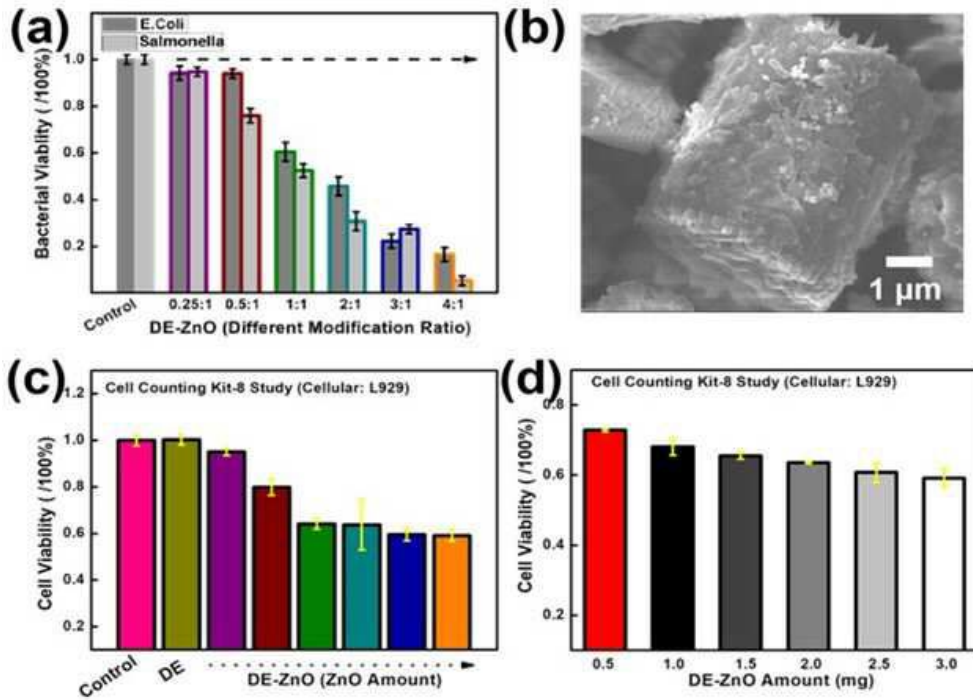 (a)
E.Coli
Salmonella
Bacterial Viability ( /100%)
1.0
0.8
0.6
0.4
0.2
Control
0.25:1
0.5:1
1:1
2:1
3:1
4:1
DE-ZnO (Different Modification Ratio)
(b)
1 µm
(c)
Cell Counting Kit-8 Study (Cellular: L929)
Cell Viability ( /100%)
1.2
1.0
0.8
0.6
0.4
0.2
Control
DE
DE-ZnO (ZnO Amount)
(d)
Cell Counting Kit-8 Study (Cellular: L929)
Cell Viability ( /100%)
0.8
0.6
0.4
0.2
0.5
1.0
1.5
2.0
2.5
3.0
DE-ZnO Amount (mg)